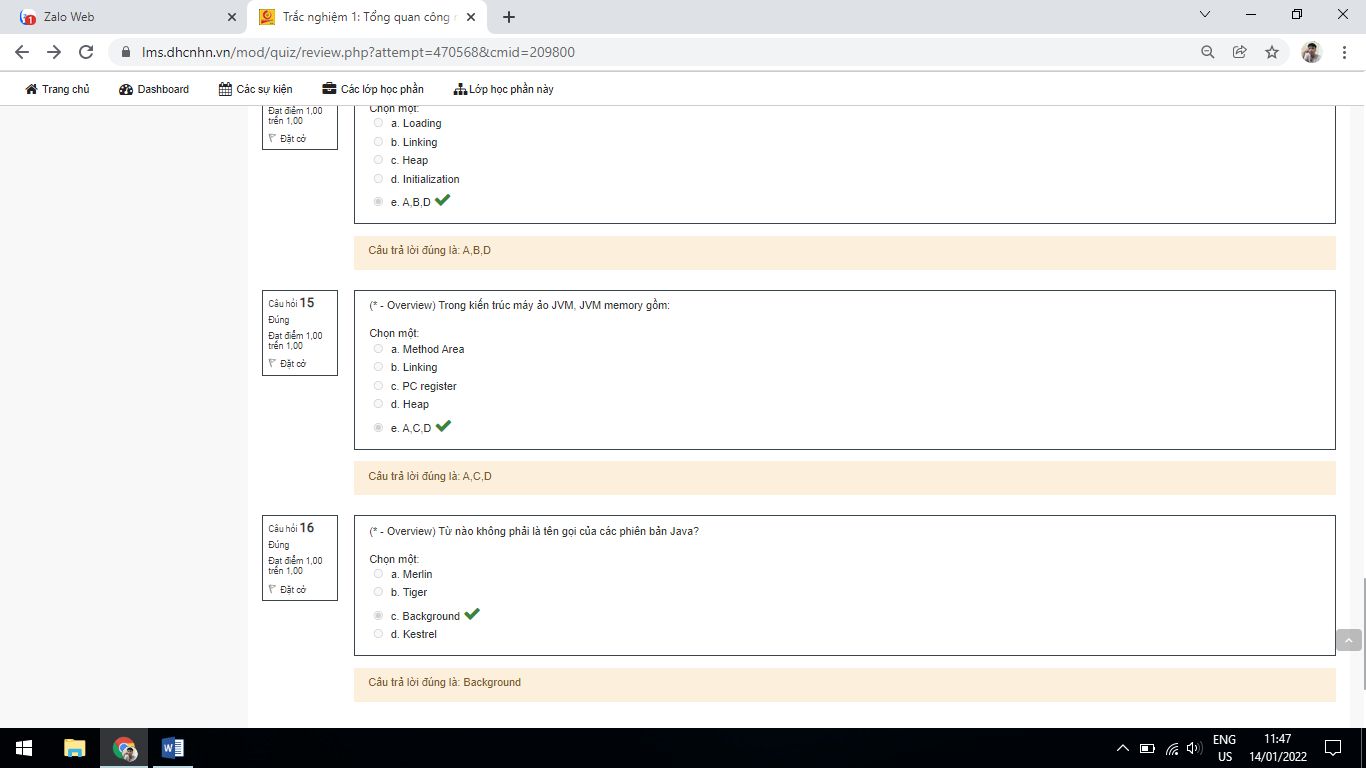 Zalo Web
Trắc nghiệm 1: Tổng quan công
lms.dhcnhn.vn/mod/quiz/review.php?attempt=470568&cmid=209800
Trang chủ
Dashboard
Các sự kiện
Các lớp học phần
Lớp học phần này
Đạt điểm 1,00
trên 1,00
Đặt cờ
Chọn một:
a. Loading
b. Linking
c. Heap
d. Initialization
e. A,B,D
Câu trả lời đúng là: A,B,D
Câu hỏi 15
Đúng
Đạt điểm 1,00
trên 1,00
Đặt cờ
(* - Overview) Trong kiến trúc máy ảo JVM, JVM memory gồm:
Chọn một:
a. Method Area
b. Linking
c. PC register
d. Heap
e. A,C,D
Câu trả lời đúng là: A,C,D
Câu hỏi 16
Đúng
Đạt điểm 1,00
trên 1,00
Đặt cờ
(* - Overview) Từ nào không phải là tên gọi của các phiên bản Java?
Chọn một:
a. Merlin
b. Tiger
c. Background
d. Kestrel
Câu trả lời đúng là: Background
ENG
US
11:47
14/01/2022